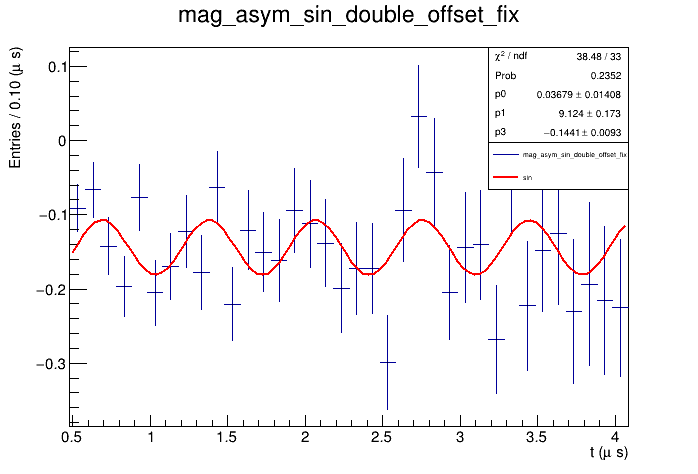 mag_asym_sin_double_offset_fix
Entries / 0.10 (μ s)
χ² / ndf 38.48 / 33
Prob 0.2352
p0 0.03679 ± 0.01408
p1 9.124 ± 0.173
p3 −0.1441 ± 0.0093
mag_asym_sin_double_offset_fix
sin
0.1
0
−0.1
−0.2
−0.3
0.5 1 1.5 2 2.5 3 3.5 4
t (μ s)